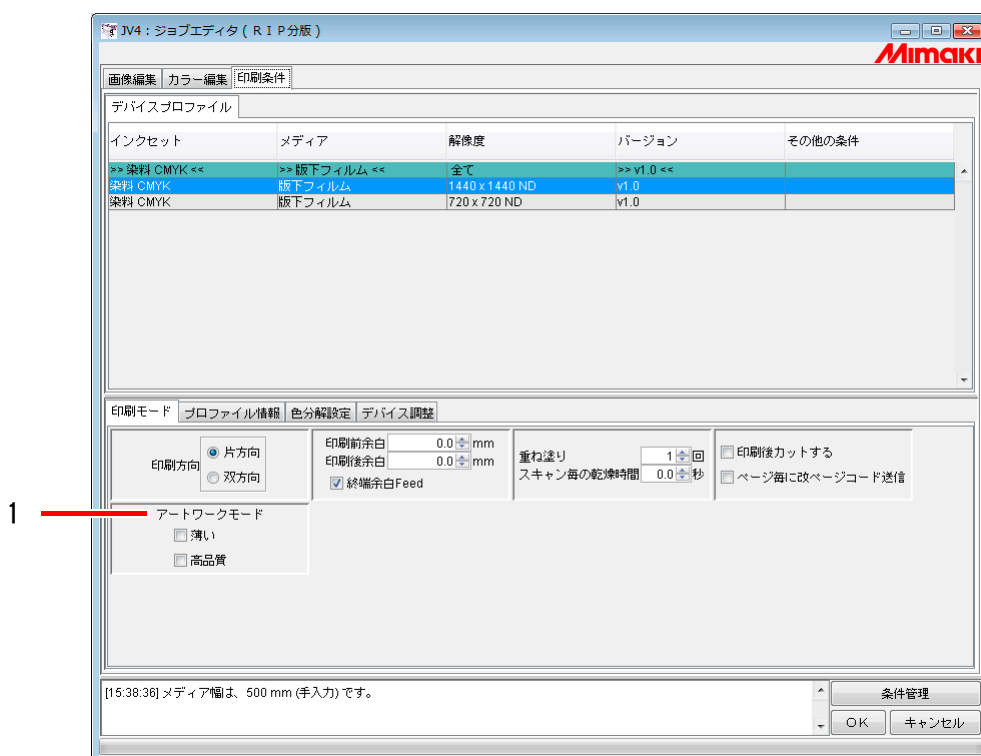 JV4:ジョブエディタ(RIP分版)
Mimaki
画像編集 カラー編集 印刷条件
デバイスプロファイル
インクセット メディア 解像度 バージョン その他の条件
>> 染料 CMYK << >> 版下フィルム << 全て >> v1.0 <<
染料 CMYK 版下フィルム 1440 x 1440 ND v1.0
染料 CMYK 版下フィルム 720 x 720 ND v1.0
印刷モード プロファイル情報 色分解設定 デバイス調整
印刷方向
片方向
双方向
印刷前余白 0.0 mm
印刷後余白 0.0 mm
終端余白Feed
重ね塗り 1 回
スキャン毎の乾燥時間 0.0 秒
印刷後カットする
ページ毎に改ページコード送信
1
アートワークモード
薄い
高品質
[15:38:36] メディア幅は、500 mm (手入力) です。
条件管理
OK キャンセル